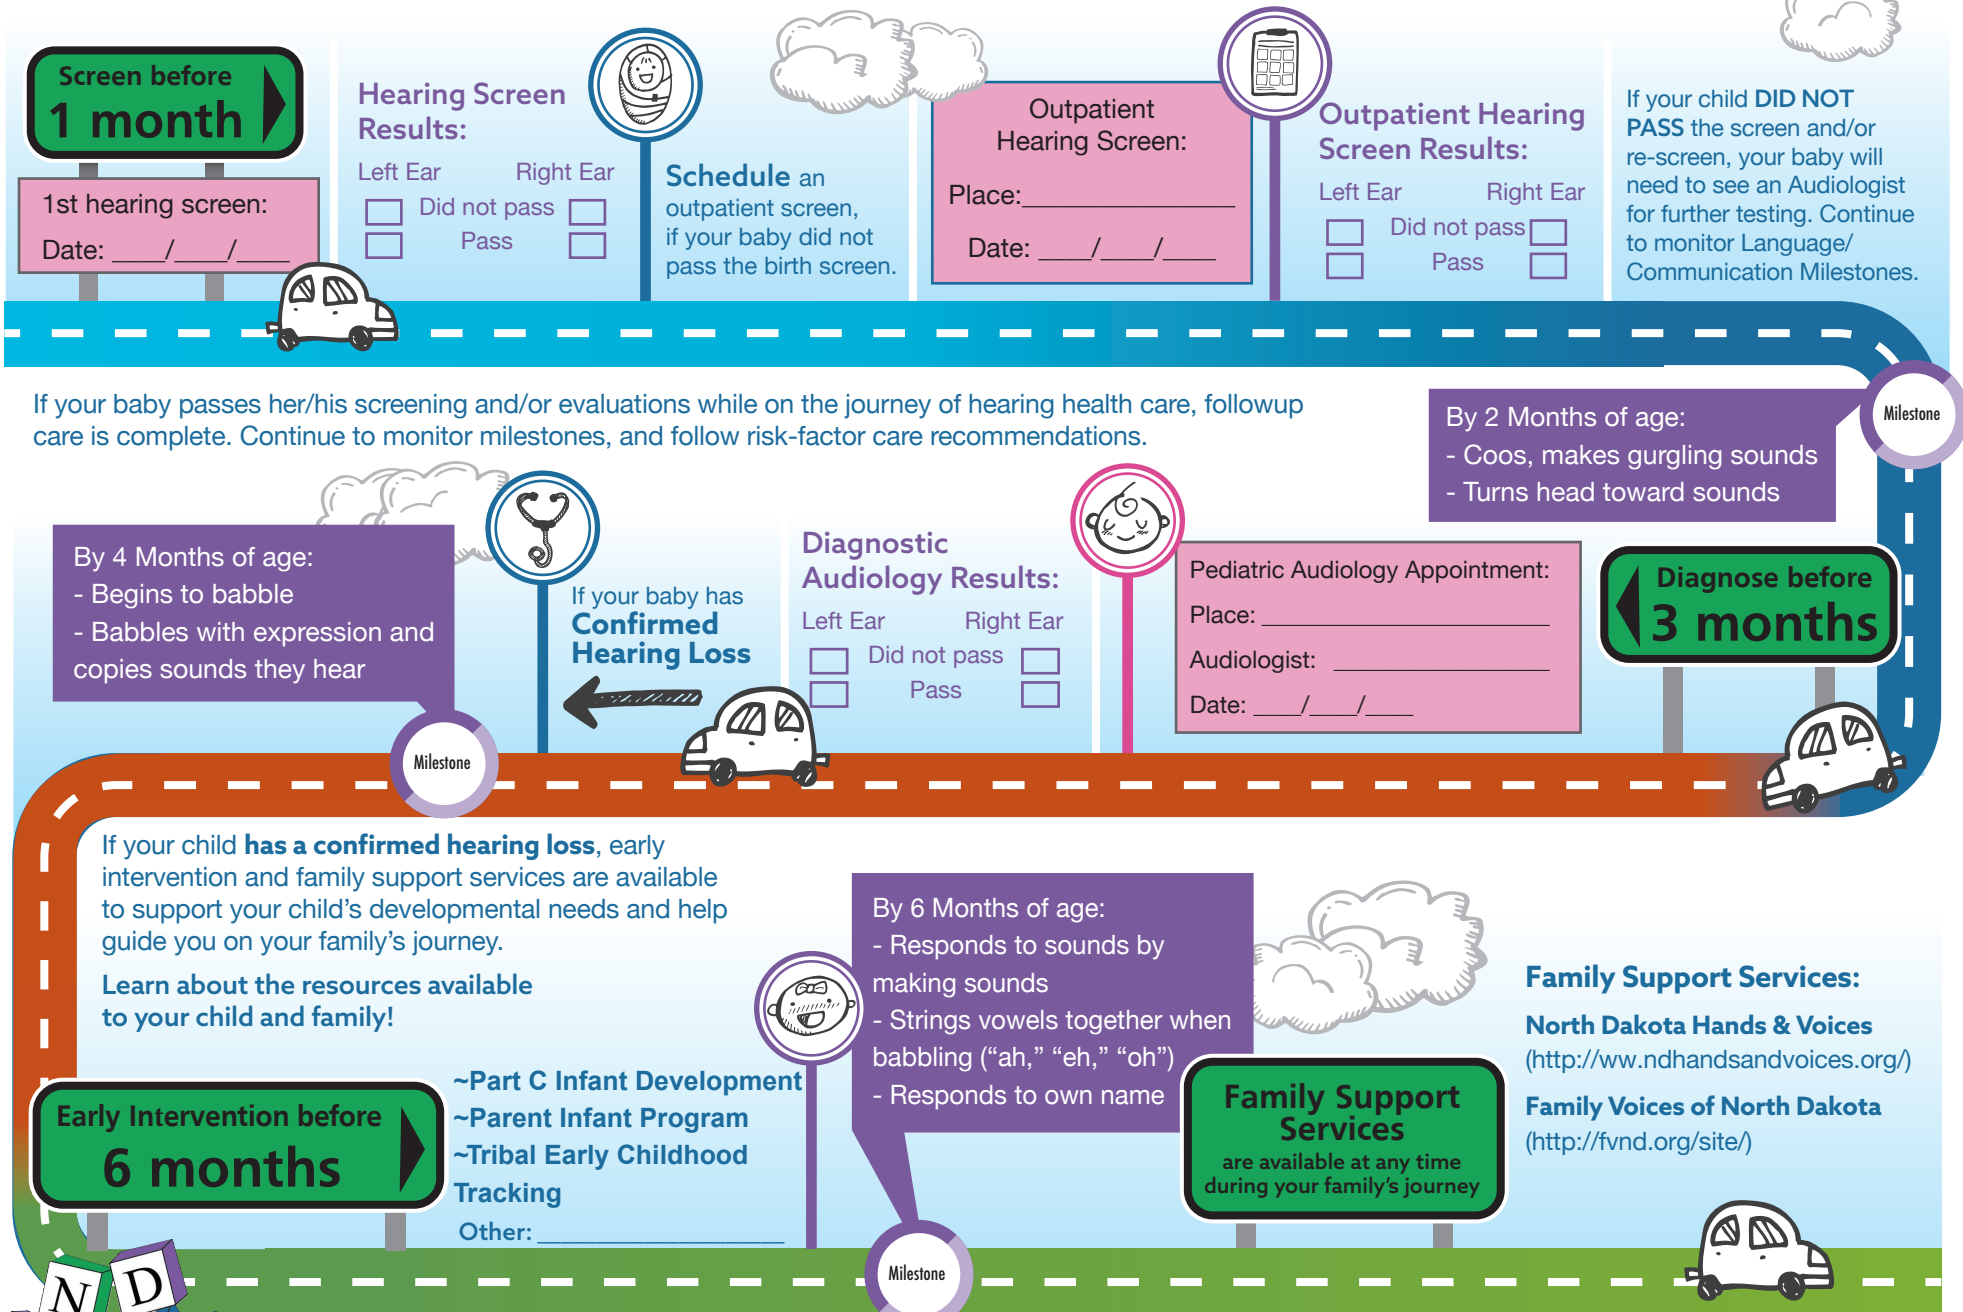 Screen before
1 month
1st hearing screen:
Date: ____/____/____
Hearing Screen
Results:
Left Ear Right Ear
Did not pass
Pass
Schedule an
outpatient screen,
if your baby did not
pass the birth screen.
Outpatient
Hearing Screen:
Place:________________
Date: ____/____/____
Outpatient Hearing
Screen Results:
Left Ear Right Ear
Did not pass
Pass
If your child DID NOT
PASS the screen and/or
re-screen, your baby will
need to see an Audiologist
for further testing. Continue
to monitor Language/
Communication Milestones.
If your baby passes her/his screening and/or evaluations while on the journey of hearing health care, followup
care is complete. Continue to monitor milestones, and follow risk-factor care recommendations.
By 2 Months of age:
- Coos, makes gurgling sounds
- Turns head toward sounds
Milestone
Diagnose before
3 months
Pediatric Audiology Appointment:
Place: ______________________
Audiologist: ________________
Date: ____/____/____
Diagnostic
Audiology Results:
Left Ear Right Ear
Did not pass
Pass
If your baby has
Confirmed
Hearing Loss
By 4 Months of age:
- Begins to babble
- Babbles with expression and
copies sounds they hear
Milestone
If your child has a confirmed hearing loss, early
intervention and family support services are available
to support your child's developmental needs and help
guide you on your family's journey.
Learn about the resources available
to your child and family!
Early Intervention before
6 months
~Part C Infant Development
~Parent Infant Program
~Tribal Early Childhood
Tracking
Other: ____________________
By 6 Months of age:
- Responds to sounds by
making sounds
- Strings vowels together when
babbling (“ah,” “eh,” “oh”)
- Responds to own name
Milestone
Family Support
Services
are available at any time
during your family's journey
Family Support Services:
North Dakota Hands & Voices
(http://ww.ndhandsandvoices.org/)
Family Voices of North Dakota
(http://fvnd.org/site/)
N D